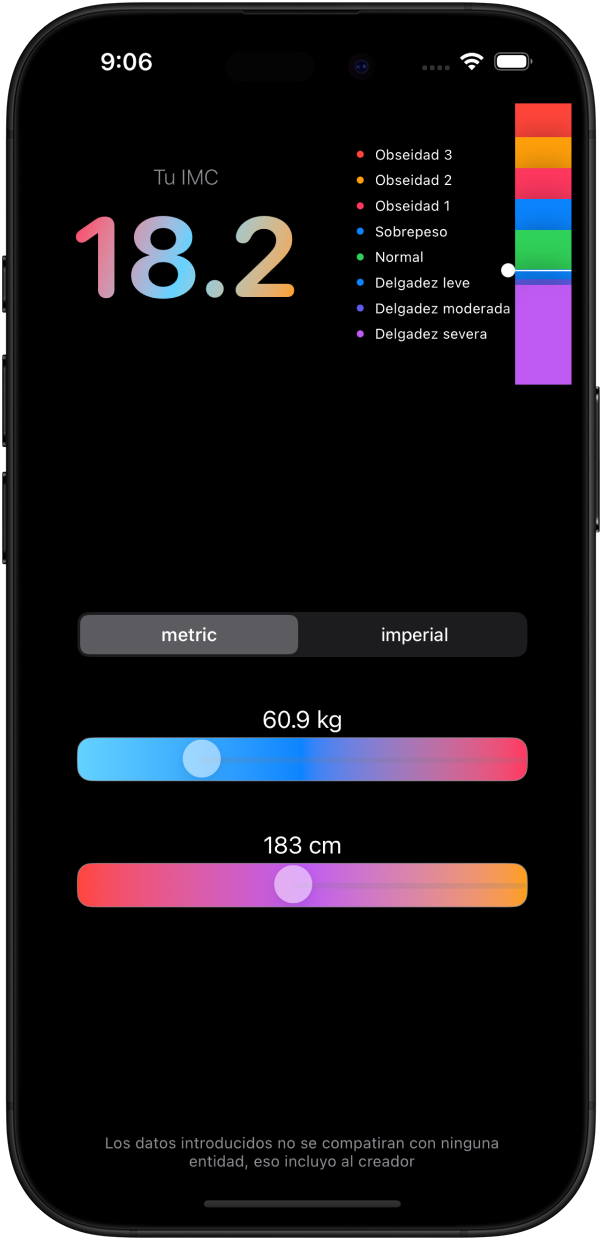 9:06
Tu IMC
18.2
Obseidad 3
Obseidad 2
Obseidad 1
Sobrepeso
Normal
Delgadez leve
Delgadez moderada
Delgadez severa
metric
imperial
60.9 kg
183 cm
Los datos introducidos no se compatiran con ninguna
entidad, eso incluyo al creador